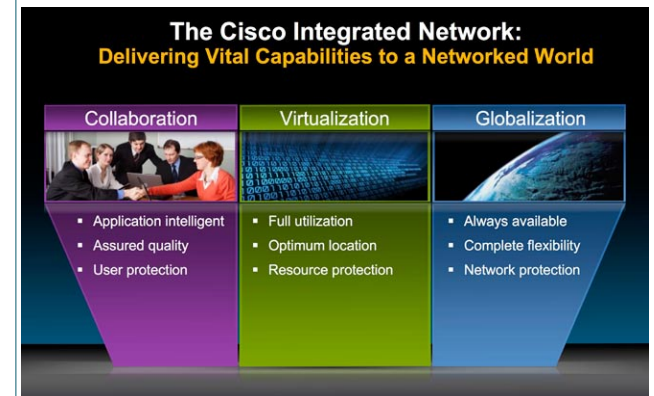 The Cisco Integrated Network:
Delivering Vital Capabilities to a Networked World
Collaboration
▪ Application intelligent
▪ Assured quality
▪ User protection
Virtualization
▪ Full utilization
▪ Optimum location
▪ Resource protection
Globalization
▪ Always available
▪ Complete flexibility
▪ Network protection